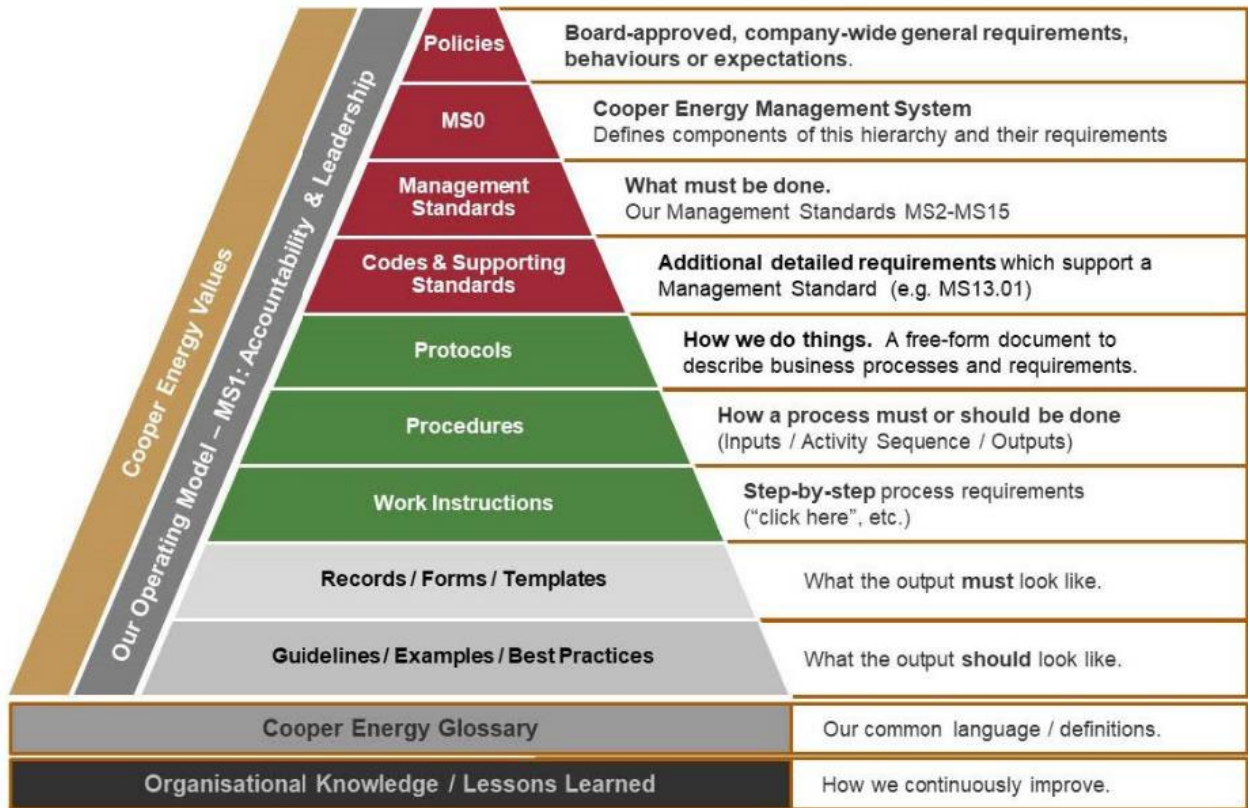 Cooper Energy Values
Our Operating Model – MS1: Accountability & Leadership
Policies
Board-approved, company-wide general requirements,
behaviours or expectations.
MS0
Cooper Energy Management System
Defines components of this hierarchy and their requirements
Management
Standards
What must be done.
Our Management Standards MS2-MS15
Codes & Supporting
Standards
Additional detailed requirements which support a
Management Standard (e.g. MS13.01)
Protocols
How we do things. A free-form document to
describe business processes and requirements.
Procedures
How a process must or should be done
(Inputs / Activity Sequence / Outputs)
Work Instructions
Step-by-step process requirements
(“click here”, etc.)
Records / Forms / Templates
What the output must look like.
Guidelines / Examples / Best Practices
What the output should look like.
Cooper Energy Glossary
Our common language / definitions.
Organisational Knowledge / Lessons Learned
How we continuously improve.